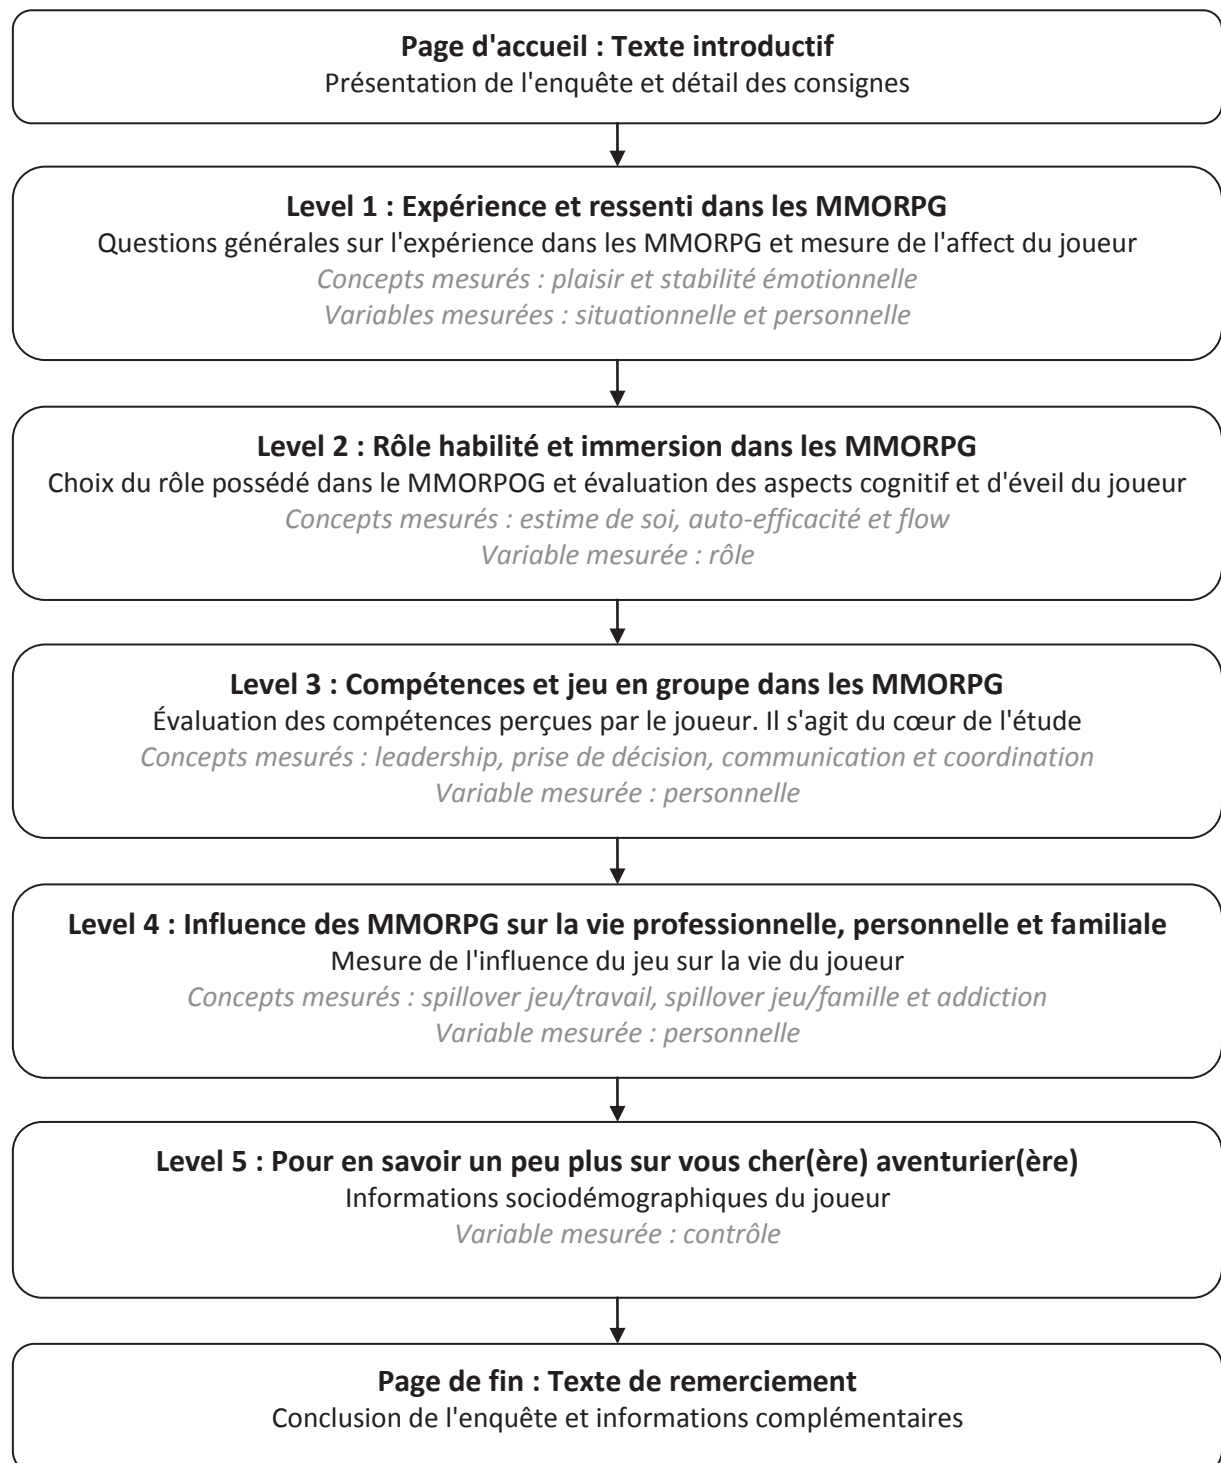 Page d'accueil : Texte introductif
Présentation de l'enquête et détail des consignes
Level 1 : Expérience et ressenti dans les MMORPG
Questions générales sur l'expérience dans les MMORPG et mesure de l'affect du joueur
Concepts mesurés : plaisir et stabilité émotionnelle
Variables mesurées : situationnelle et personnelle
Level 2 : Rôle habilité et immersion dans les MMORPG
Choix du rôle possédé dans le MMORPOG et évaluation des aspects cognitif et d'éveil du joueur
Concepts mesurés : estime de soi, auto-efficacité et flow
Variable mesurée : rôle
Level 3 : Compétences et jeu en groupe dans les MMORPG
Évaluation des compétences perçues par le joueur. Il s'agit du cœur de l'étude
Concepts mesurés : leadership, prise de décision, communication et coordination
Variable mesurée : personnelle
Level 4 : Influence des MMORPG sur la vie professionnelle, personnelle et familiale
Mesure de l'influence du jeu sur la vie du joueur
Concepts mesurés : spillover jeu/travail, spillover jeu/famille et addiction
Variable mesurée : personnelle
Level 5 : Pour en savoir un peu plus sur vous cher(ère) aventurier(ère)
Informations sociodémographiques du joueur
Variable mesurée : contrôle
Page de fin : Texte de remerciement
Conclusion de l'enquête et informations complémentaires